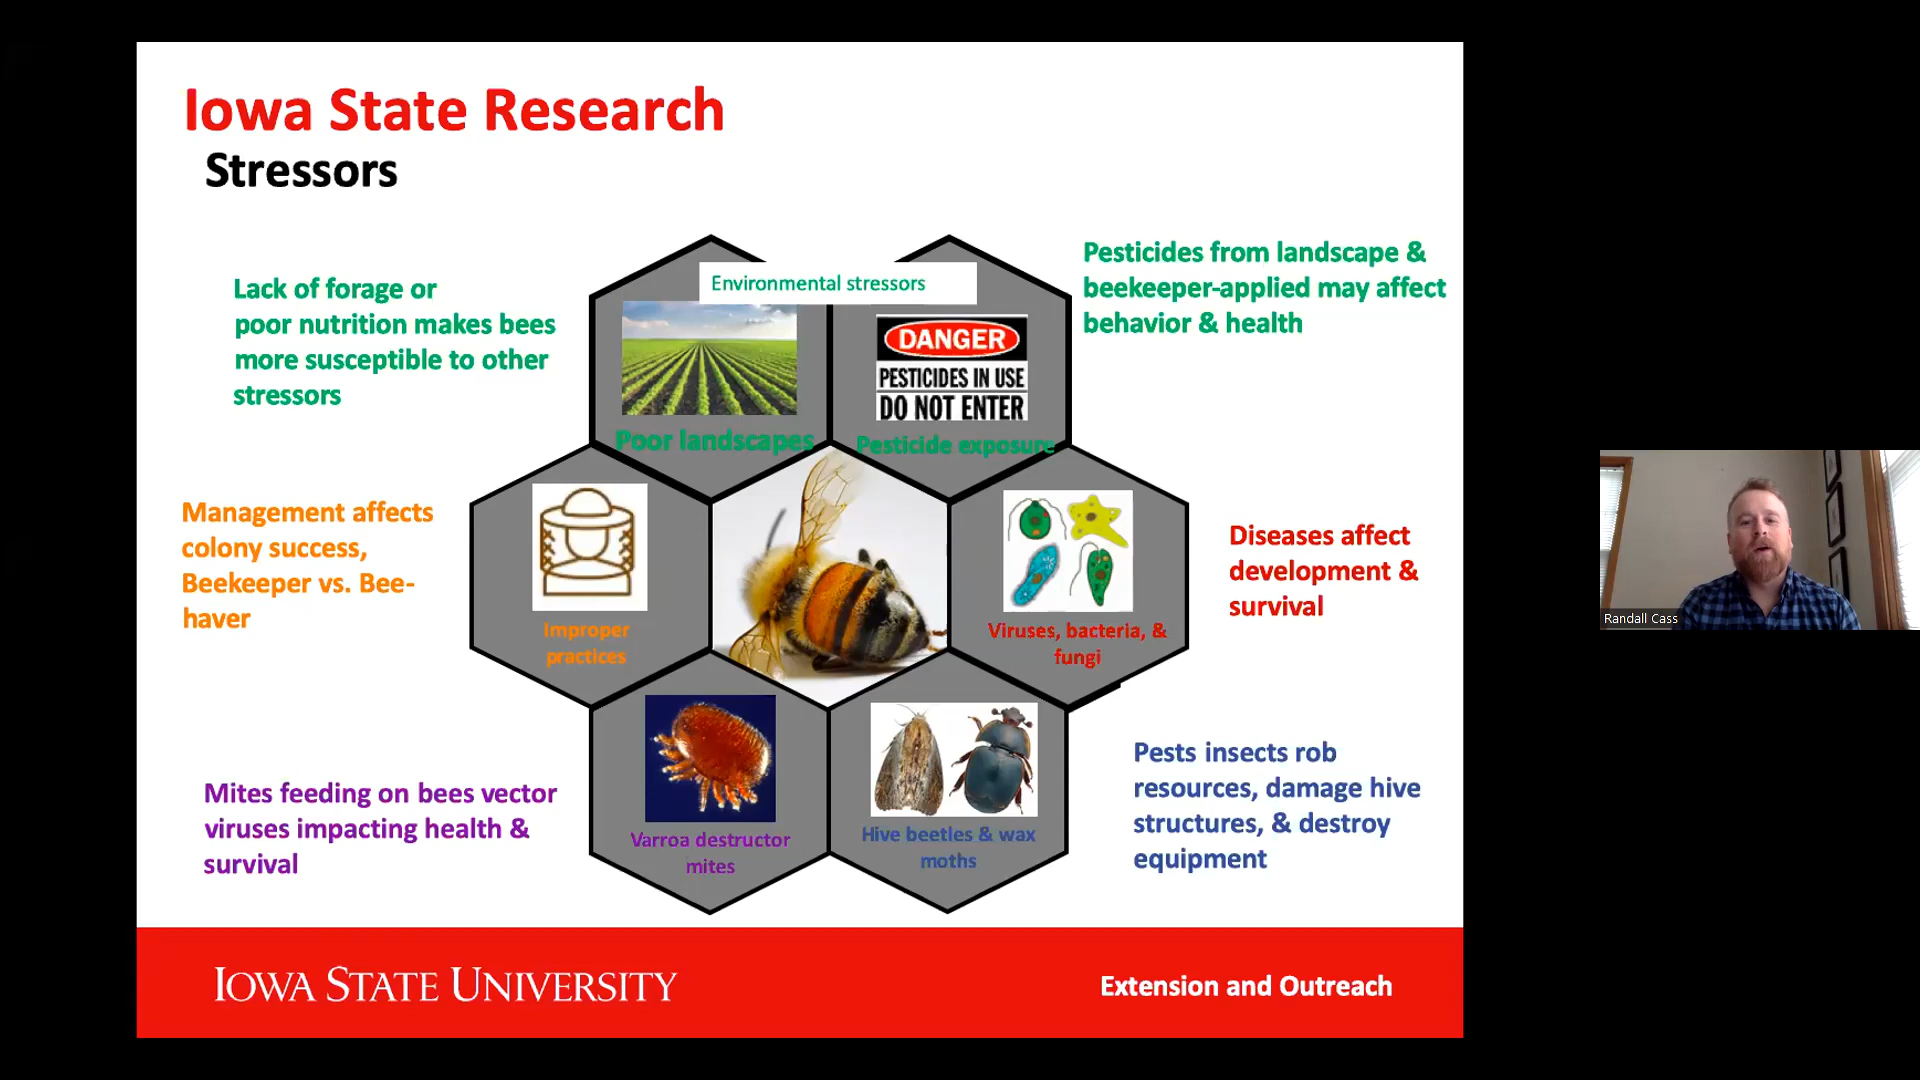 Iowa State Research
Stressors
Lack of forage or
poor nutrition makes bees
more susceptible to other
stressors
Environmental stressors
Pesticides from landscape &
beekeeper-applied may affect
behavior & health
DANGER
PESTICIDES IN USE
DO NOT ENTER
Poor landscapes
Pesticide exposure
Management affects
colony success,
Beekeeper vs. Bee-
haver
Improper
practices
Viruses, bacteria, &
fungi
Diseases affect
development &
survival
Mites feeding on bees vector
viruses impacting health &
survival
Varroa destructor
mites
Hive beetles & wax
moths
Pests insects rob
resources, damage hive
structures, & destroy
equipment
IOWA STATE UNIVERSITY
Extension and Outreach
Randall Cass